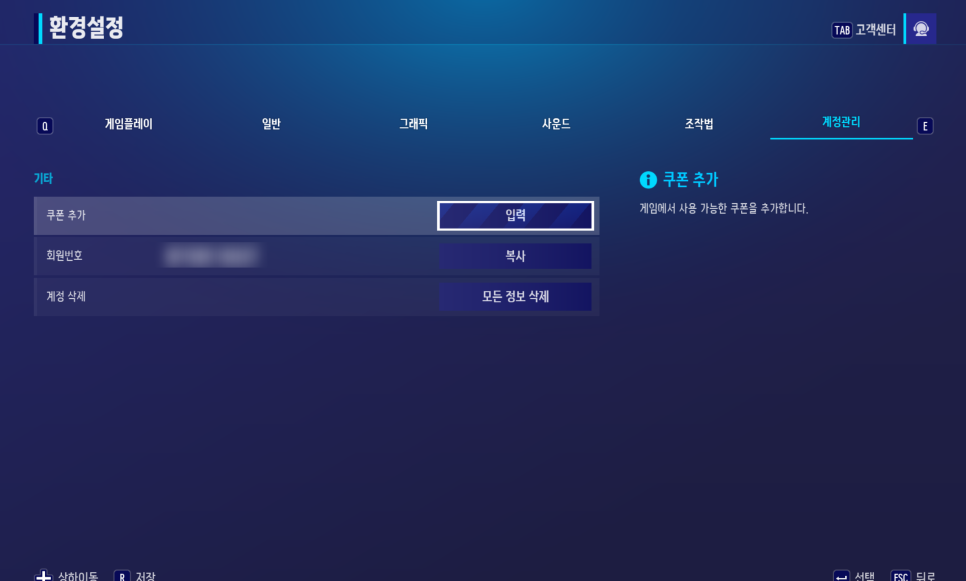 환경설정
TAB 고객센터
Q 게임플레이 일반 그래픽 사운드 조작법 계정관리 E
기타
쿠폰 추가 입력
회원번호 복사
계정 삭제 모든 정보 삭제
쿠폰 추가
게임에서 사용 가능한 쿠폰을 추가합니다.
상하이동 R 저장 선택 ESC 뒤로